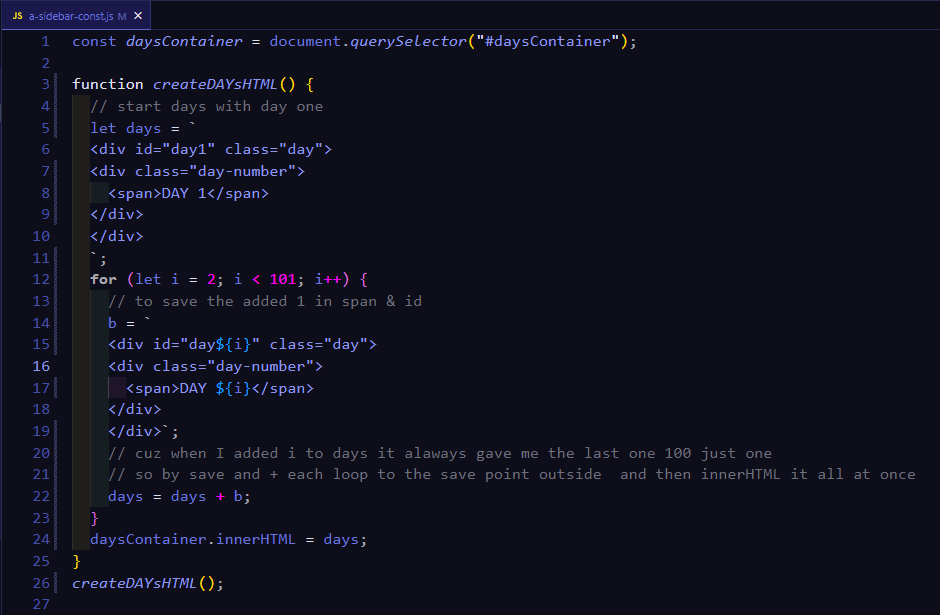 JS a-sidebar-const.js M ×
1 const daysContainer = document.querySelector("#daysContainer");
2
3 function createDAYsHTML() {
4 // start days with day one
5 let days = `
6 <div id="day1" class="day">
7 <div class="day-number">
8 <span>DAY 1</span>
9 </div>
10 </div>
11 `;
12 for (let i = 2; i < 101; i++) {
13 // to save the added 1 in span & id
14 b = `
15 <div id="day${i}" class="day">
16 <div class="day-number">
17 <span>DAY ${i}</span>
18 </div>
19 </div>`;
20 // cuz when I added i to days it alaways gave me the last one 100 just one
21 // so by save and + each loop to the save point outside  and then innerHTML it all at once
22 days = days + b;
23 }
24 daysContainer.innerHTML = days;
25 }
26 createDAYsHTML();
27